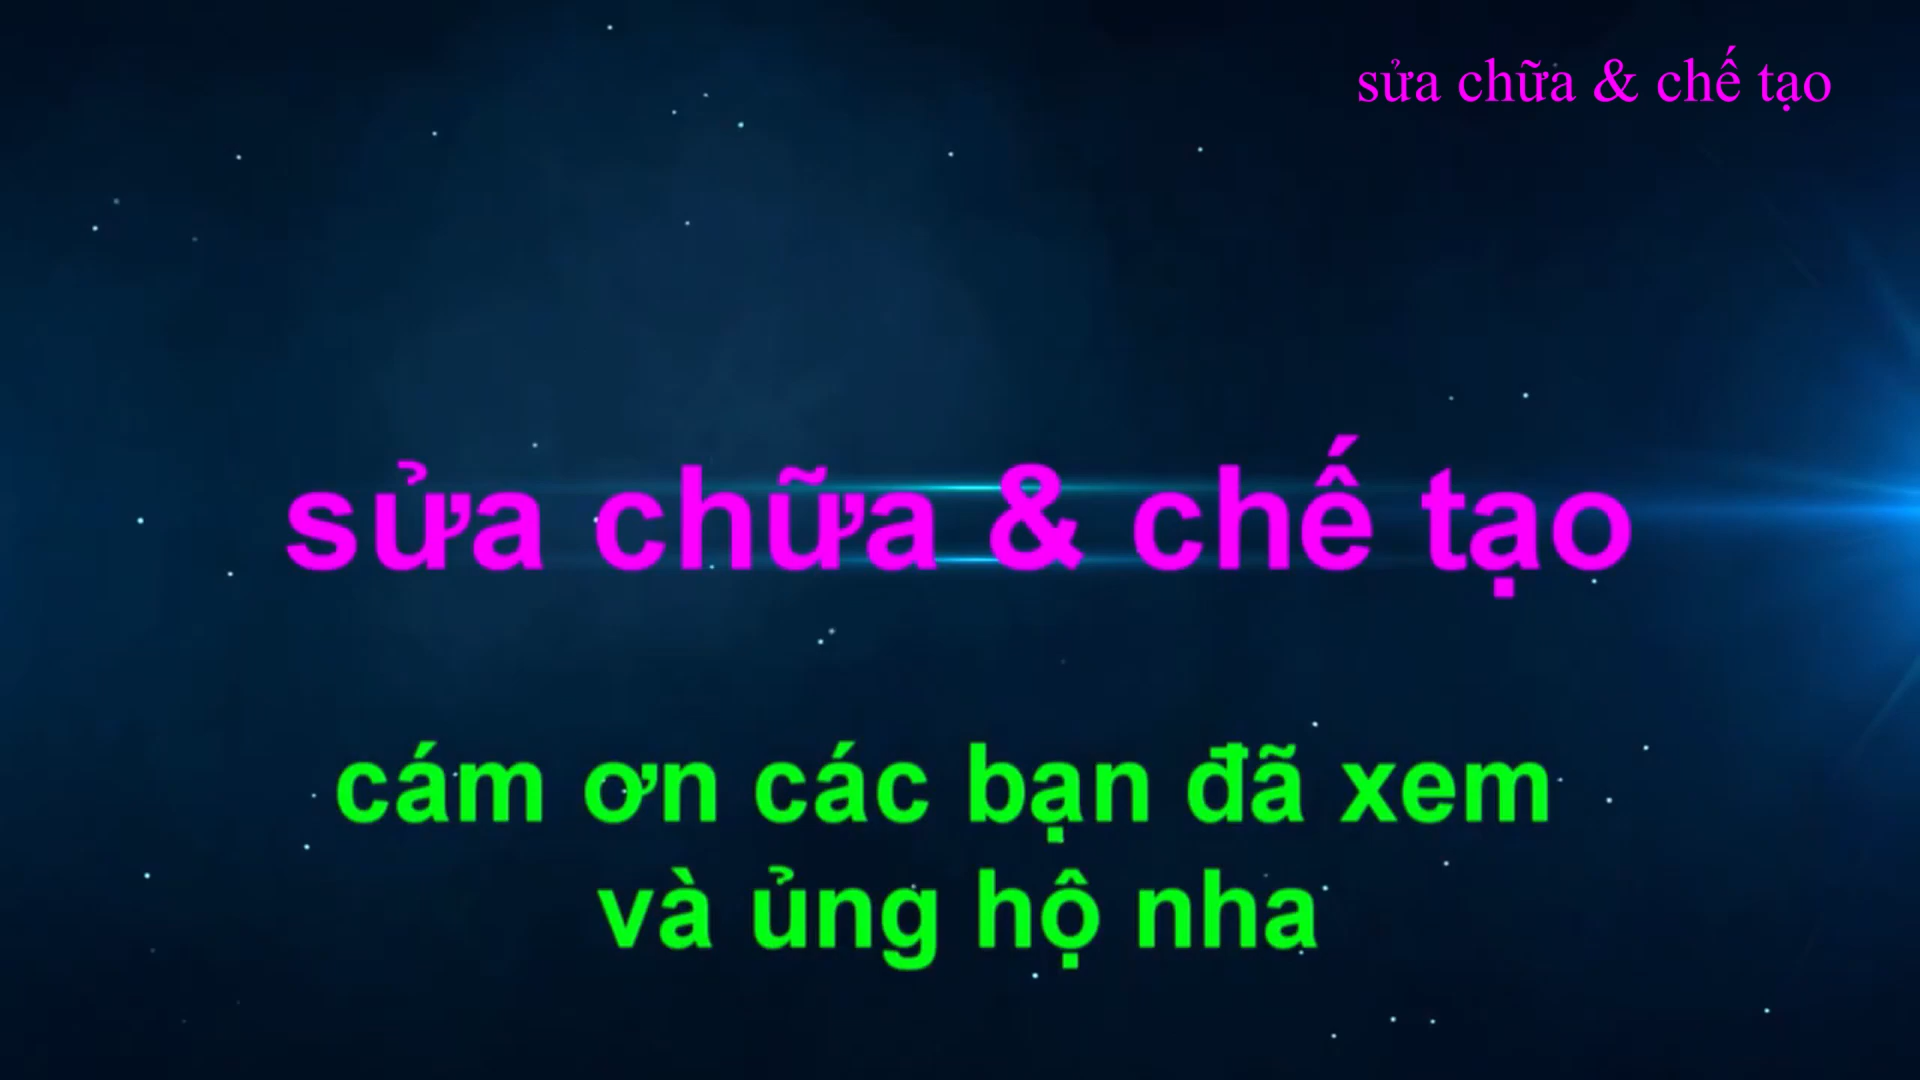 sửa chữa & chế tạo
sửa chữa & chế tạo
cám ơn các bạn đã xem
và ủng hộ nha